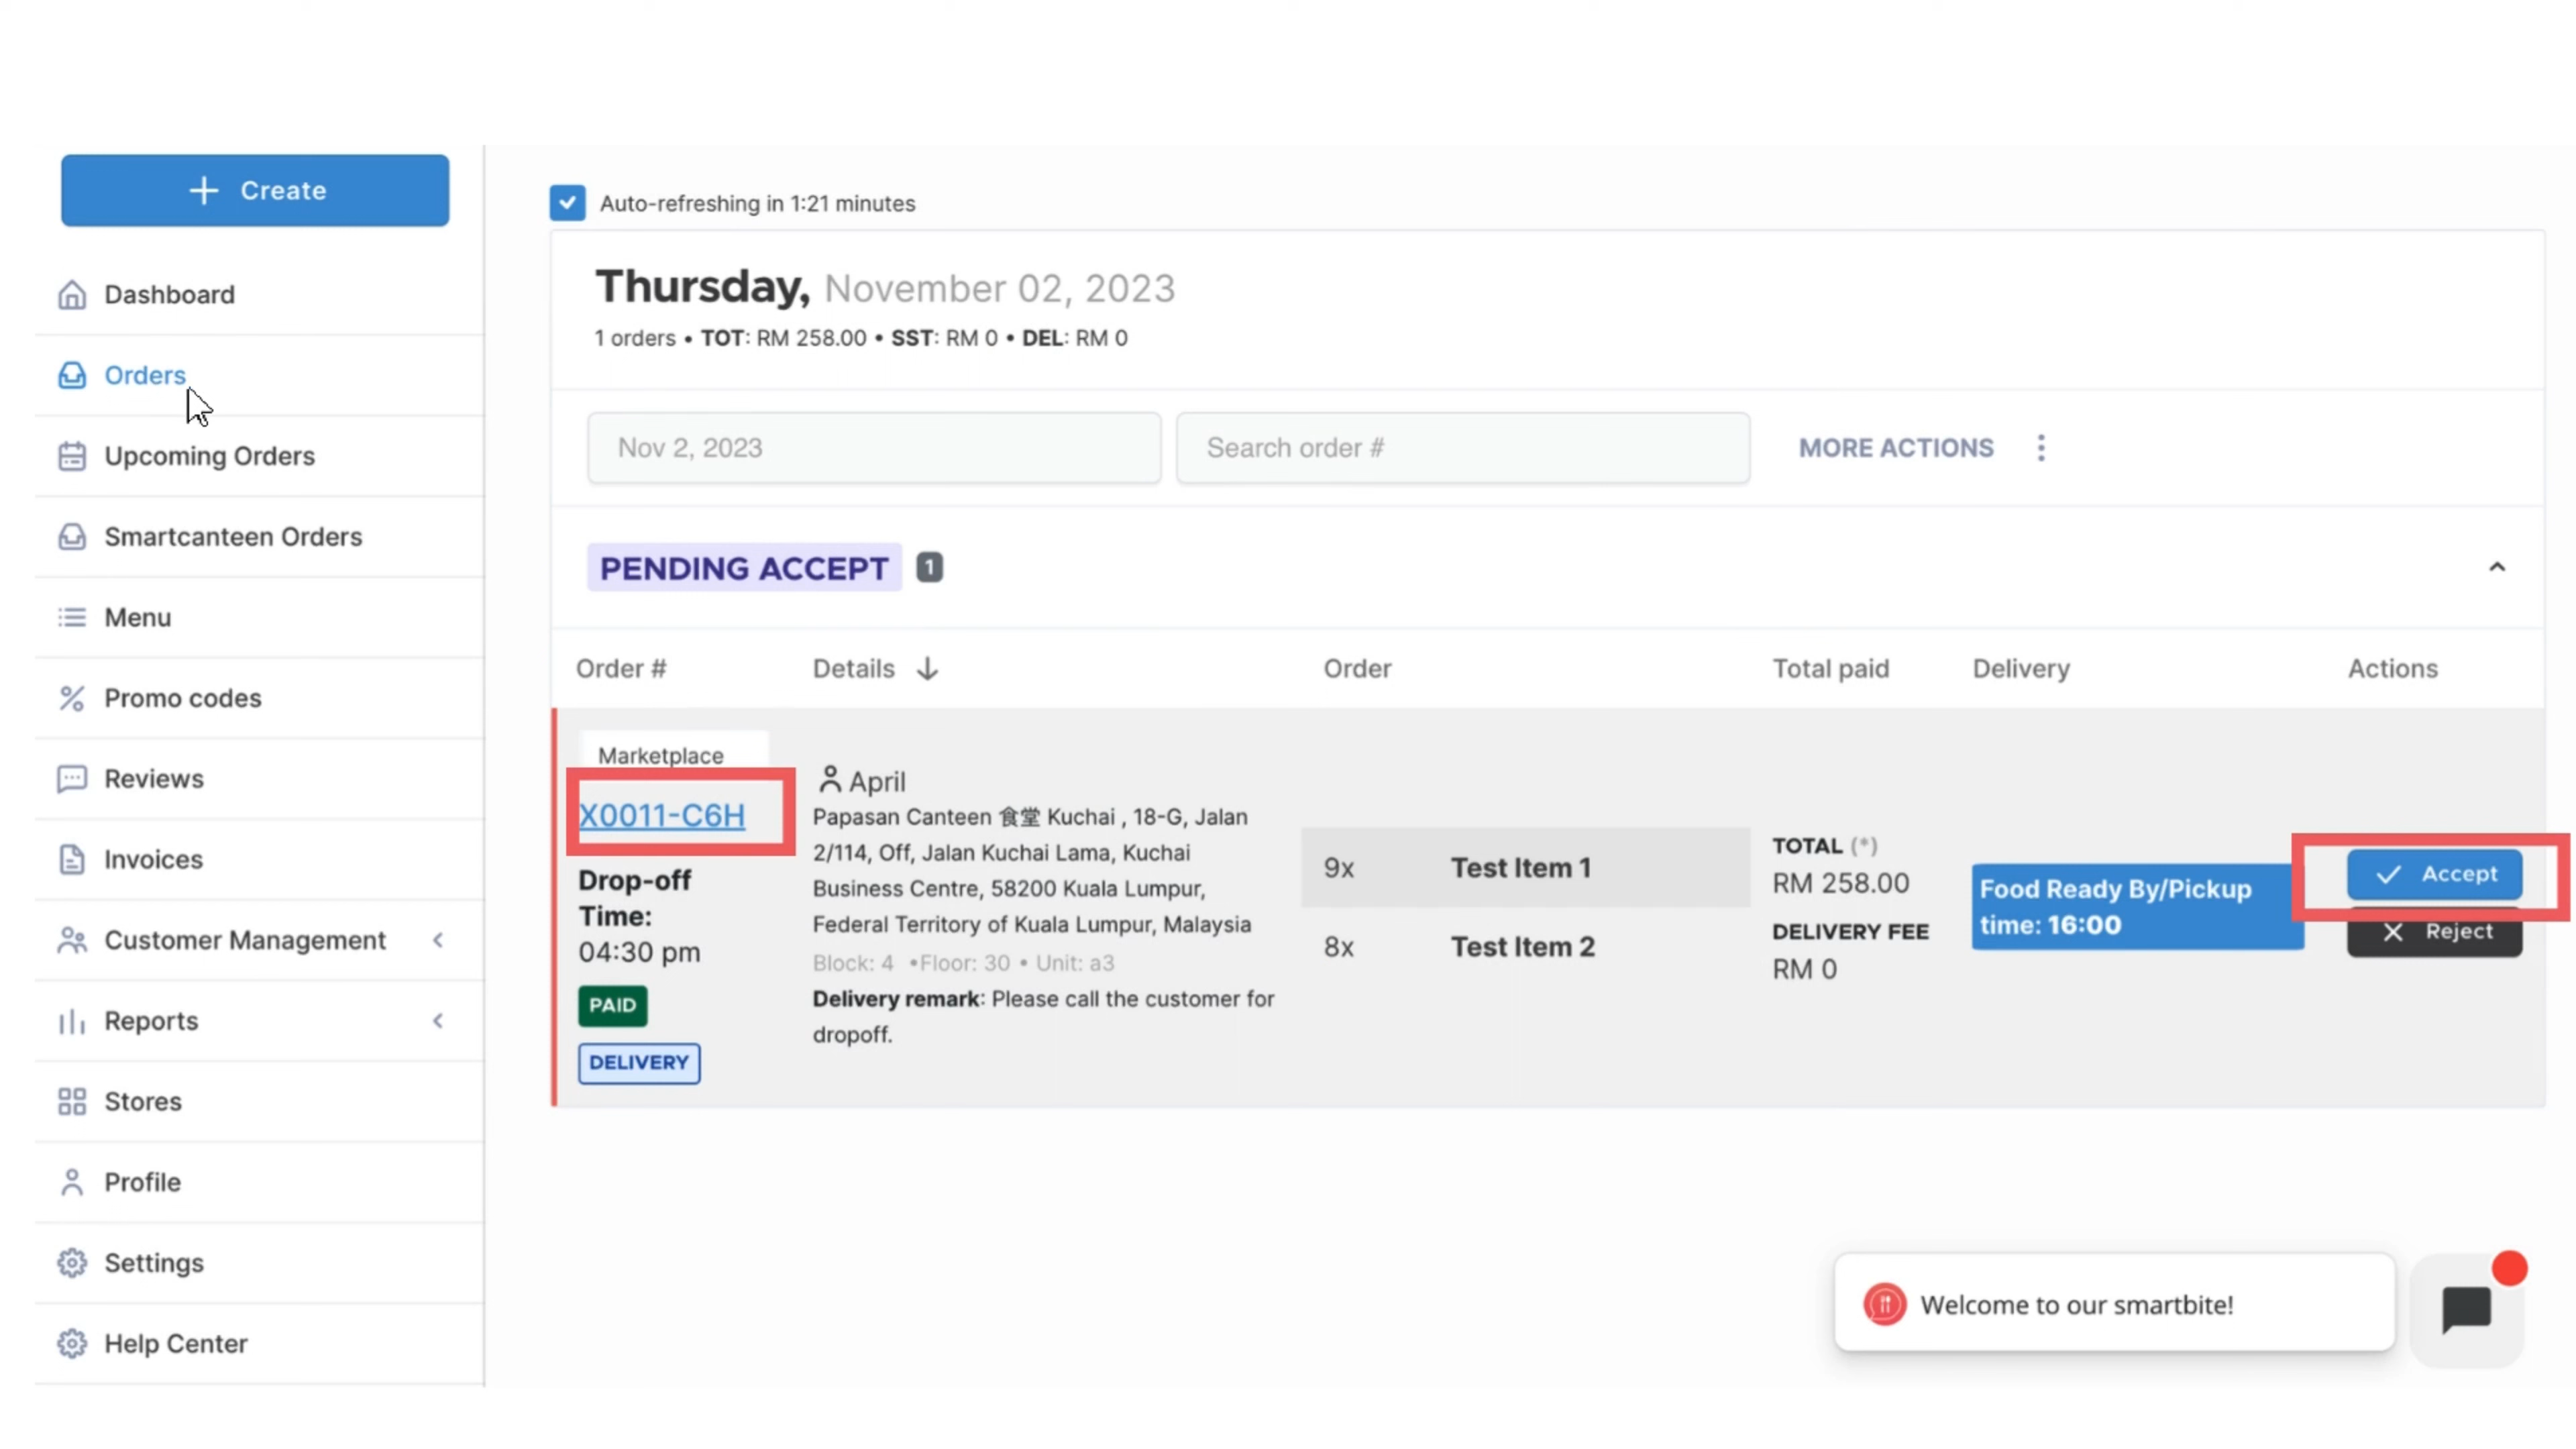 Create
Dashboard
Orders
Upcoming Orders
Smartcanteen Orders
Menu
Promo codes
Reviews
Invoices
Customer Management
Reports
Stores
Profile
Settings
Help Center
Auto-refreshing in 1:21 minutes
Thursday, November 02, 2023
1 orders • TOT: RM 258.00 • SST: RM 0 • DEL: RM 0
Nov 2, 2023
Search order #
MORE ACTIONS
PENDING ACCEPT 1
Order # Details Order Total paid Delivery Actions
Marketplace
X0011-C6H
Drop-off
Time:
04:30 pm
PAID
DELIVERY
April
Papasan Canteen 食堂 Kuchai , 18-G, Jalan
2/114, Off, Jalan Kuchai Lama, Kuchai
Business Centre, 58200 Kuala Lumpur,
Federal Territory of Kuala Lumpur, Malaysia
Block: 4 •Floor: 30 • Unit: a3
Delivery remark: Please call the customer for
dropoff.
9x Test Item 1
8x Test Item 2
TOTAL (*)
RM 258.00
DELIVERY FEE
RM 0
Food Ready By/Pickup
time: 16:00
Accept
Reject
Welcome to our smartbite!